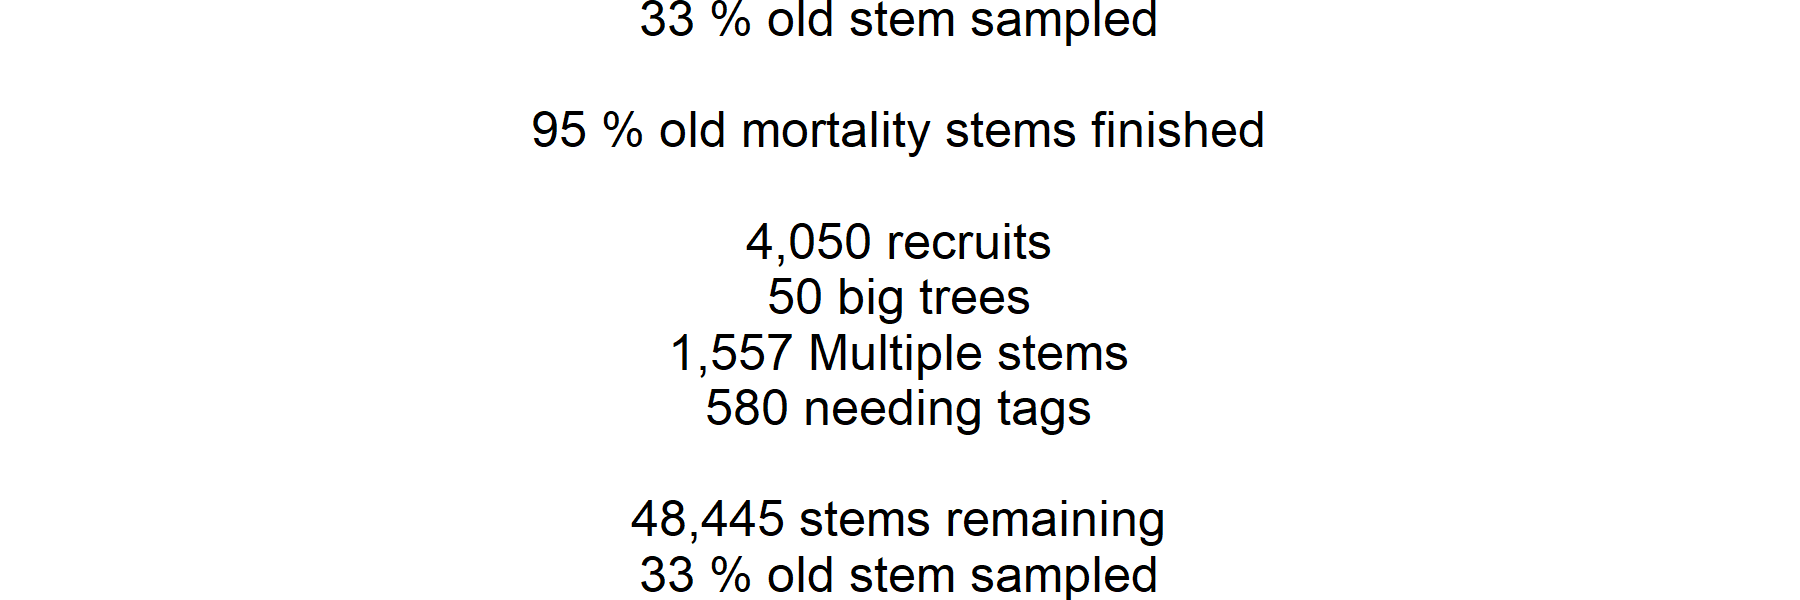 33 % old stem sampled
95 % old mortality stems finished
4,050 recruits
50 big trees
1,557 Multiple stems
580 needing tags
48,445 stems remaining
33 % old stem sampled